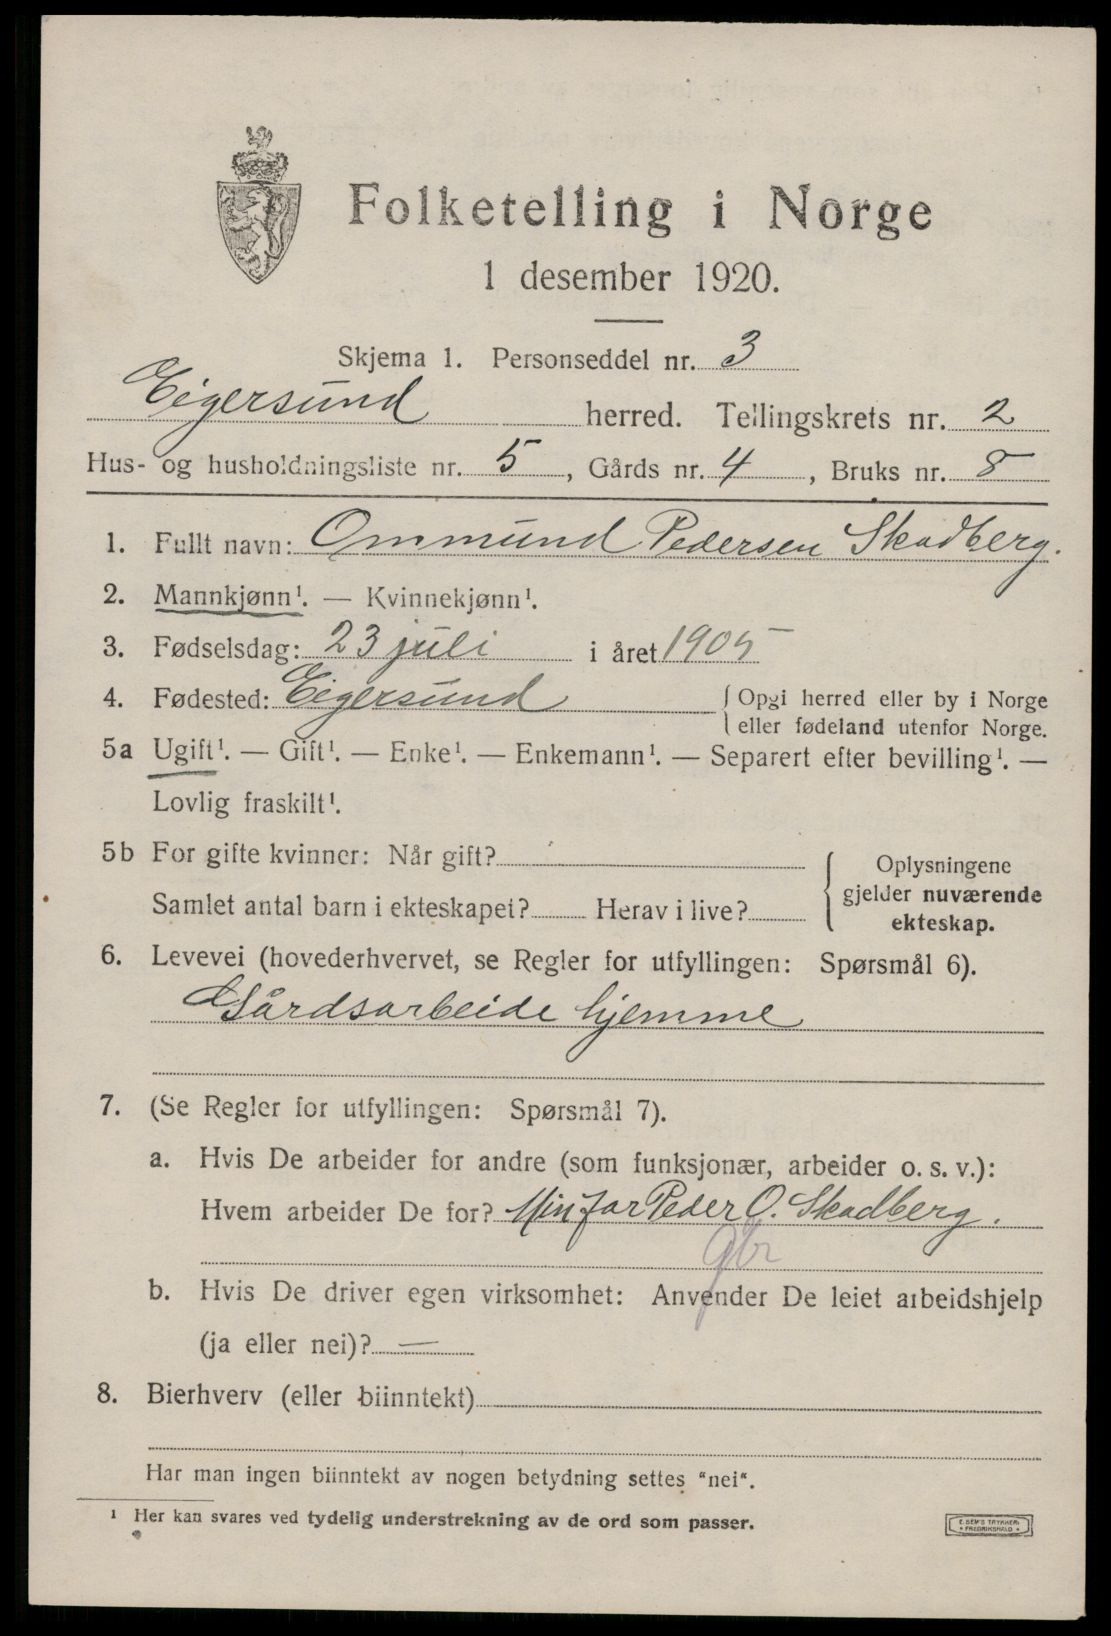 Folketelling i Norge
1 desember 1920.
Skjema 1. Personseddel nr. 3
Eigersund herred. Tellingskrets nr. 2
Hus- og husholdningsliste nr. 5, Gårds nr. 4, Bruks nr. 8
1. Fullt navn: Ommund Pedersen Skadberg.
2. Mannkjønn¹. — Kvinnekjønn¹.
3. Fødselsdag: 23 juli i året 1905
4. Fødested: Eigersund { Opgi herred eller by i Norge
eller fødeland utenfor Norge.
5a Ugift¹. — Gift¹. — Enke¹. — Enkemann¹. — Separert efter bevilling¹. —
Lovlig fraskilt¹.
5b For gifte kvinner: Når gift?
Samlet antal barn i ekteskapet? Herav i live?
{ Oplysningene
gjelder nuværende
ekteskap.
6. Levevei (hovederhvervet, se Regler for utfyllingen: Spørsmål 6).
Gårdsarbeide hjemme
7. (Se Regler for utfyllingen: Spørsmål 7).
a. Hvis De arbeider for andre (som funksjonær, arbeider o. s. v.):
Hvem arbeider De for? Min far Peder O. Skadberg.
gbr
b. Hvis De driver egen virksomhet: Anvender De leiet arbeidshjelp
(ja eller nei)? —
8. Bierhverv (eller biinntekt)
Har man ingen biinntekt av nogen betydning settes "nei".
¹ Her kan svares ved tydelig understrekning av de ord som passer.
E. SEM'S TRYKKERI
• FREDRIKSHALD •